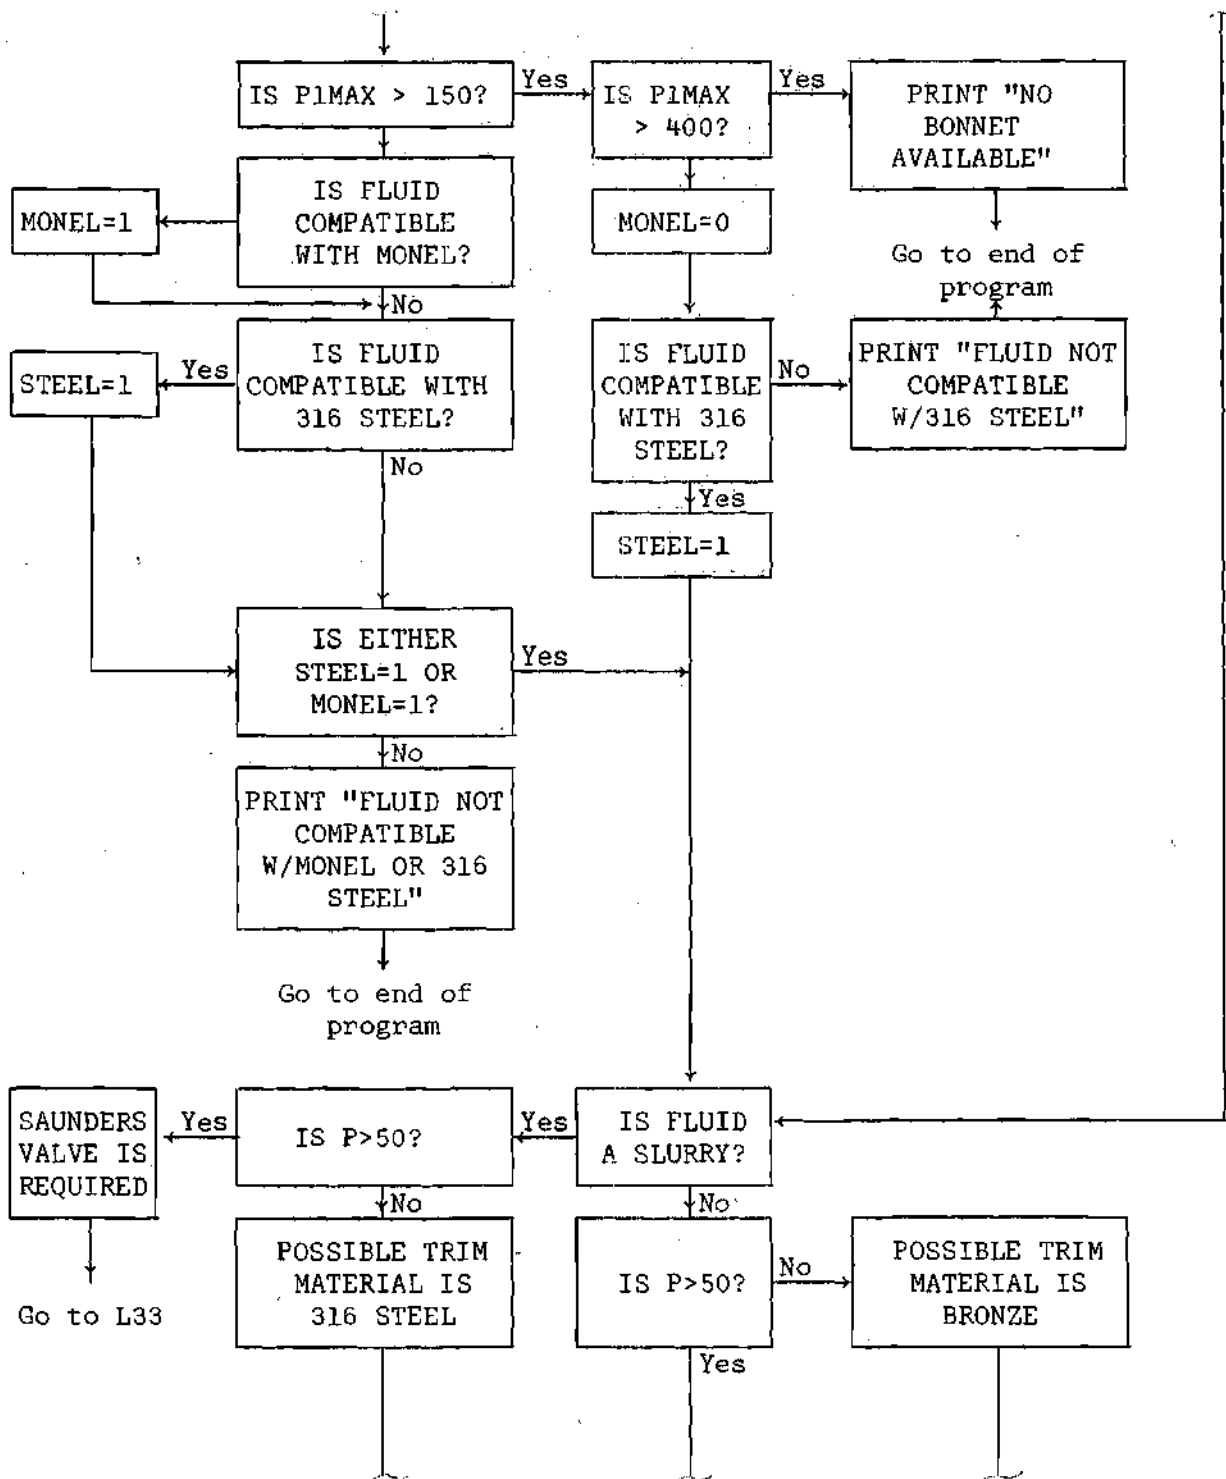 IS P1MAX > 150?
Yes
IS P1MAX
> 400?
Yes
PRINT "NO
BONNET
AVAILABLE"
Go to end of
program
MONEL=1
IS FLUID
COMPATIBLE
WITH MONEL?
No
MONEL=0
STEEL=1
Yes
IS FLUID
COMPATIBLE WITH
316 STEEL?
No
IS FLUID
COMPATIBLE
WITH 316
STEEL?
No
PRINT "FLUID NOT
COMPATIBLE
W/316 STEEL"
Yes
STEEL=1
IS EITHER
STEEL=1 OR
MONEL=1?
Yes
No
PRINT "FLUID NOT
COMPATIBLE
W/MONEL OR 316
STEEL"
Go to end of
program
SAUNDERS
VALVE IS
REQUIRED
Yes
IS P>50?
Yes
IS FLUID
A SLURRY?
Go to L33
No
POSSIBLE TRIM
MATERIAL IS
316 STEEL
No
IS P>50?
No
POSSIBLE TRIM
MATERIAL IS
BRONZE
Yes